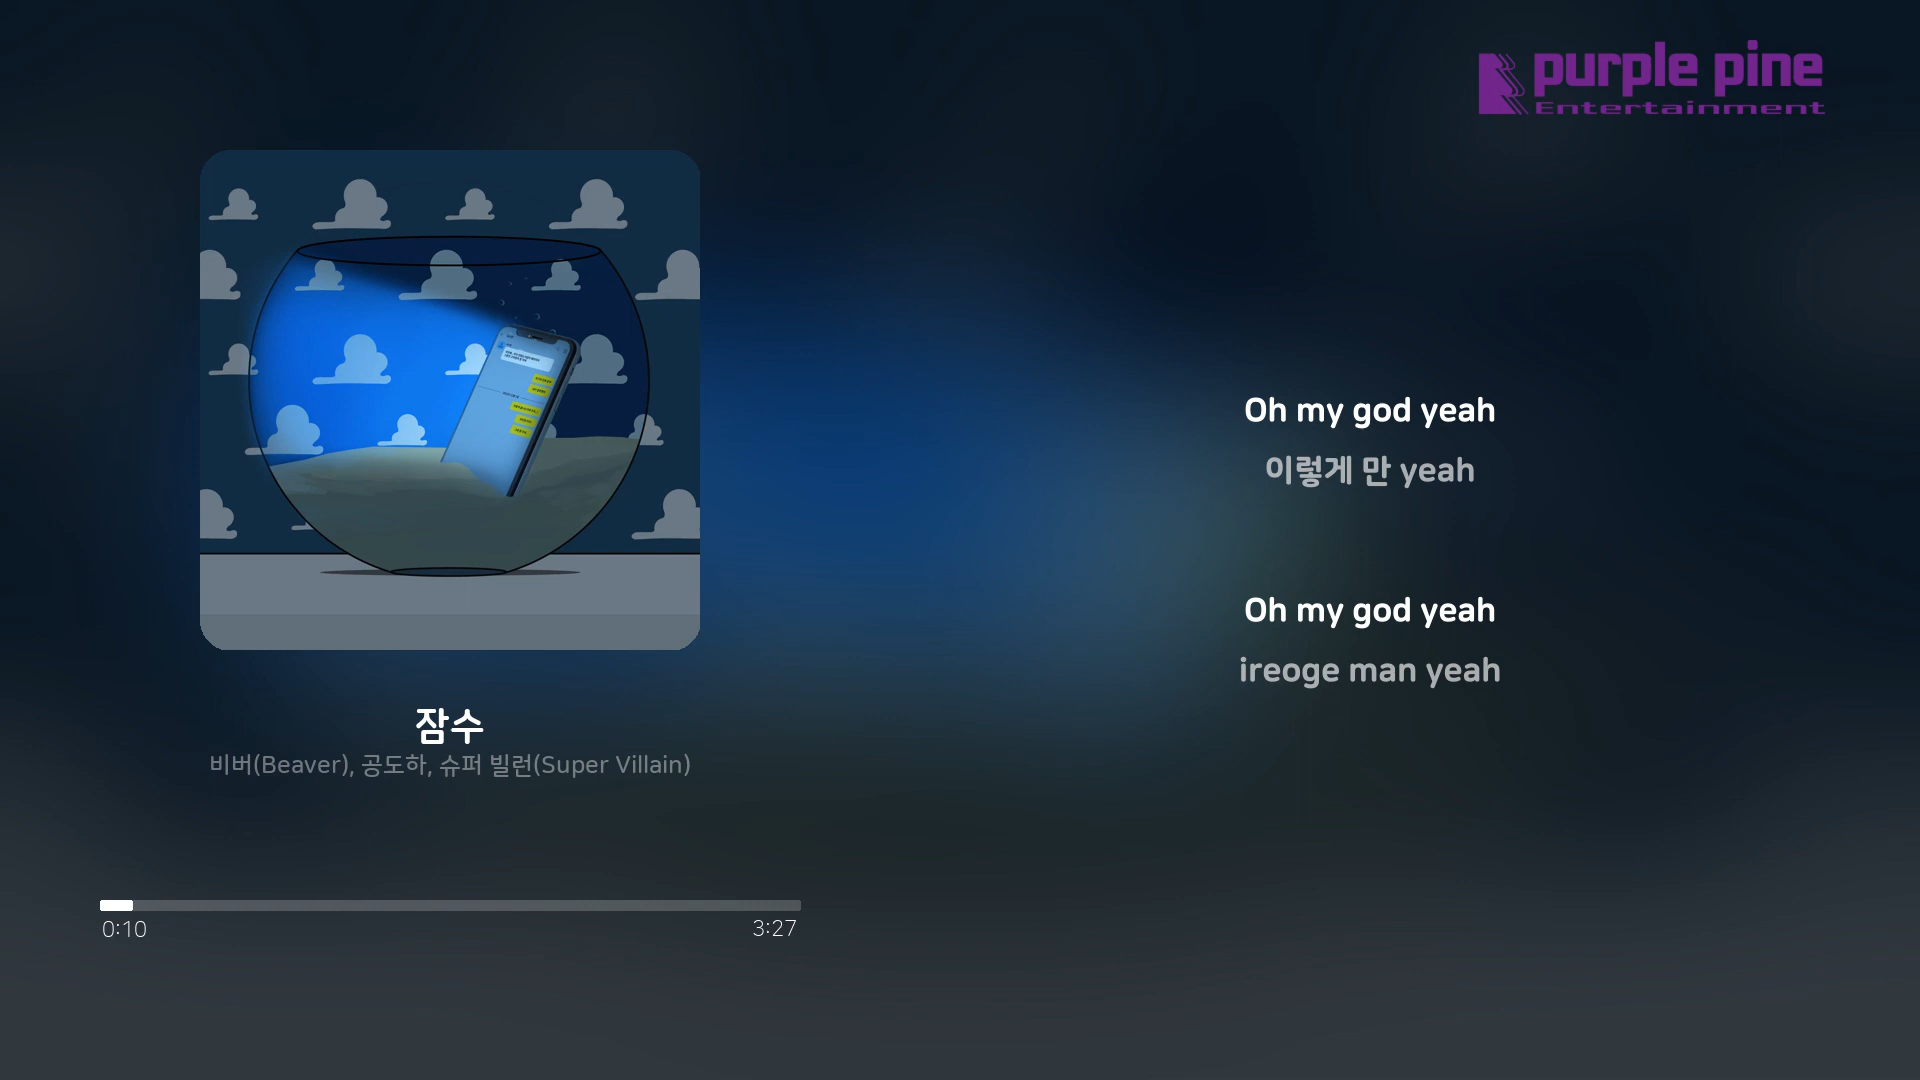 purple pine
Entertainment
Oh my god yeah
이렇게 만 yeah
Oh my god yeah
ireoge man yeah
잠수
비버(Beaver), 공도하, 슈퍼 빌런(Super Villain)
0:10
3:27